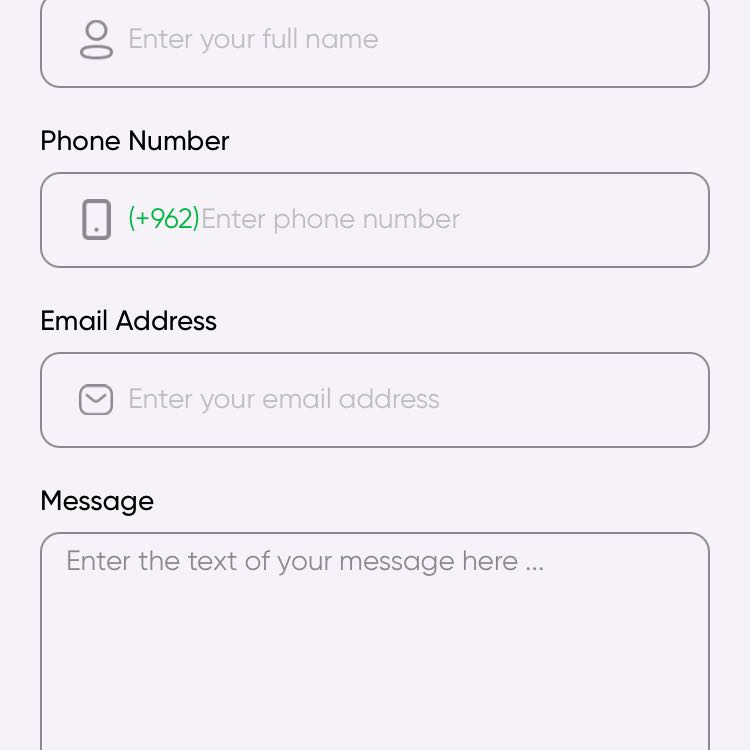 Enter your full name
Phone Number
(+962)Enter phone number
Email Address
Enter your email address
Message
Enter the text of your message here ...